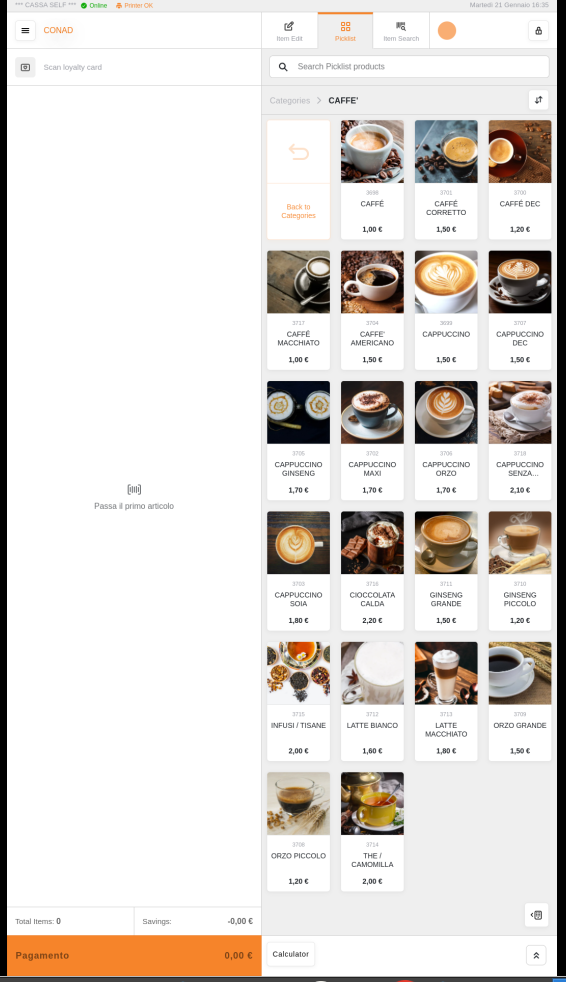 *** CASSA SELF *** Online Printer OK Martedì 21 Gennaio 16:35
CONAD
Item Edit
Picklist
Item Search
Scan loyalty card
Search Picklist products
Categories > CAFFE'
Back to
Categories
3698
CAFFÈ
1,00 €
3701
CAFFÈ
CORRETTO
1,50 €
3700
CAFFÈ DEC
1,20 €
3717
CAFFÈ
MACCHIATO
1,00 €
3704
CAFFE'
AMERICANO
1,50 €
3699
CAPPUCCINO
1,50 €
3707
CAPPUCCINO
DEC
1,50 €
3705
CAPPUCCINO
GINSENG
1,70 €
3702
CAPPUCCINO
MAXI
1,70 €
3706
CAPPUCCINO
ORZO
1,70 €
3718
CAPPUCCINO
SENZA...
2,10 €
3703
CAPPUCCINO
SOIA
1,80 €
3716
CIOCCOLATA
CALDA
2,20 €
3711
GINSENG
GRANDE
1,50 €
3710
GINSENG
PICCOLO
1,20 €
3715
INFUSI / TISANE
2,00 €
3712
LATTE BIANCO
1,60 €
3713
LATTE
MACCHIATO
1,80 €
3709
ORZO GRANDE
1,50 €
3708
ORZO PICCOLO
1,20 €
3714
THE /
CAMOMILLA
2,00 €
Passa il primo articolo
Total Items: 0
Savings: -0,00 €
Pagamento 0,00 €
Calculator